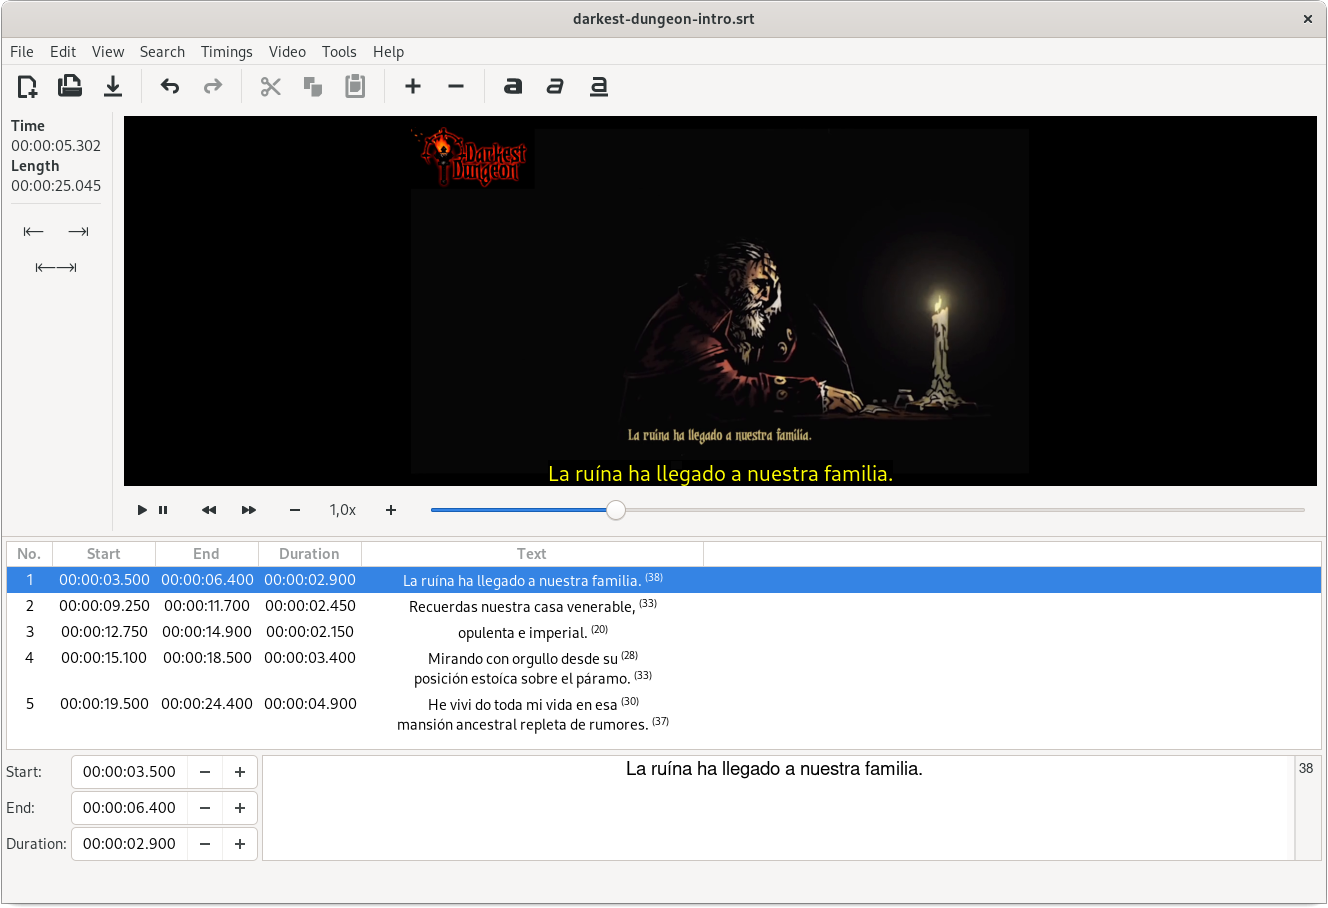 darkest-dungeon-intro.srt
File Edit View Search Timings Video Tools Help
Time
00:00:05.302
Length
00:00:25.045
Darkest
Dungeon
La ruína ha llegado a nuestra familia.
La ruína ha llegado a nuestra familia.
1,0x
No. Start End Duration Text
1 00:00:03.500 00:00:06.400 00:00:02.900 La ruína ha llegado a nuestra familia. (38)
2 00:00:09.250 00:00:11.700 00:00:02.450 Recuerdas nuestra casa venerable, (33)
3 00:00:12.750 00:00:14.900 00:00:02.150 opulenta e imperial. (20)
4 00:00:15.100 00:00:18.500 00:00:03.400 Mirando con orgullo desde su (28)
posición estoíca sobre el páramo. (33)
5 00:00:19.500 00:00:24.400 00:00:04.900 He vivi do toda mi vida en esa (30)
mansión ancestral repleta de rumores. (37)
Start: 00:00:03.500
La ruína ha llegado a nuestra familia.
38
End: 00:00:06.400
Duration: 00:00:02.900